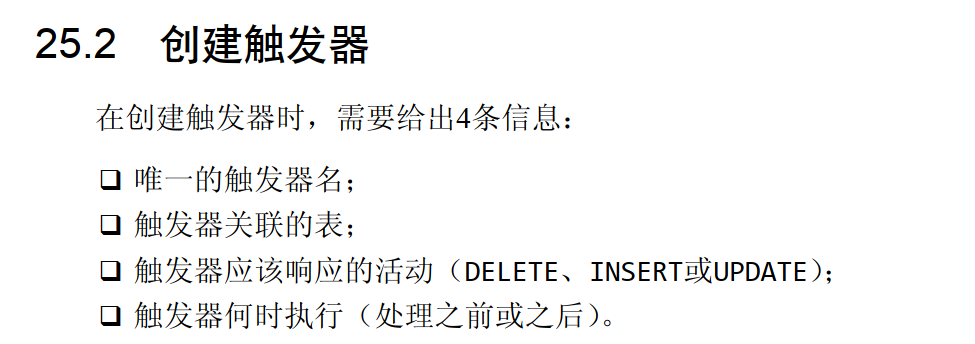 25.2 创建触发器
在创建触发器时，需要给出4条信息：
❑ 唯一的触发器名；
❑ 触发器关联的表；
❑ 触发器应该响应的活动（DELETE、INSERT或UPDATE）；
❑ 触发器何时执行（处理之前或之后）。